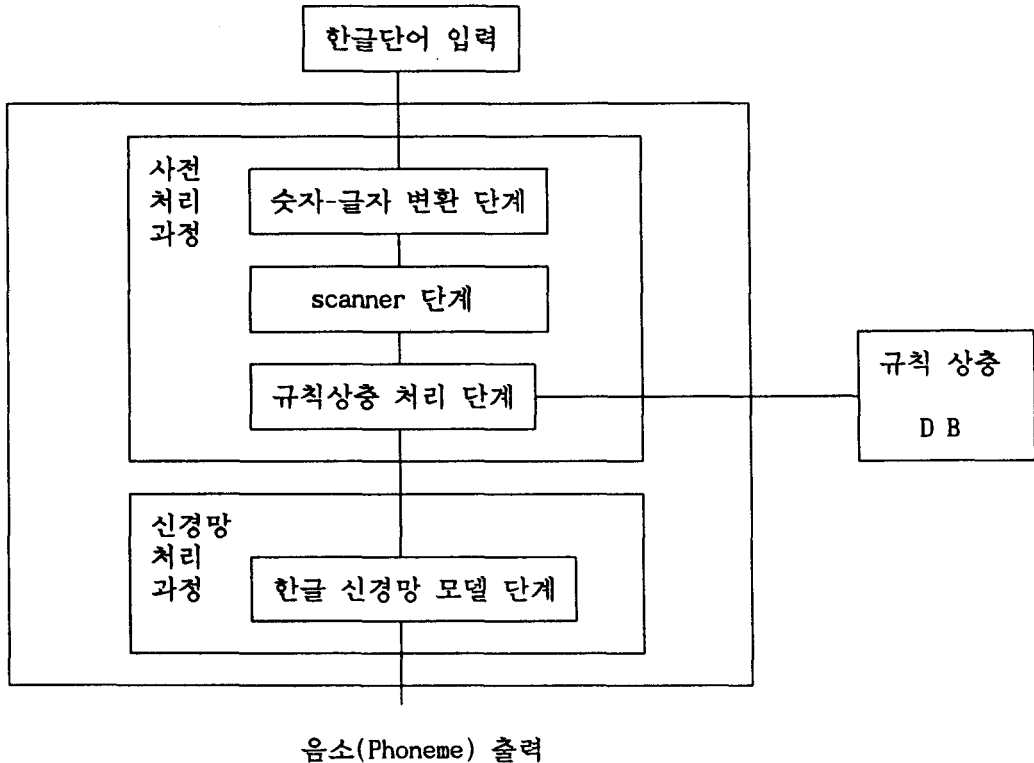 한글단어 입력
사전
처리
과정
숫자-글자 변환 단계
scanner 단계
규칙상충 처리 단계
규칙 상충
D B
신경망
처리
과정
한글 신경망 모델 단계
음소(Phoneme) 출력